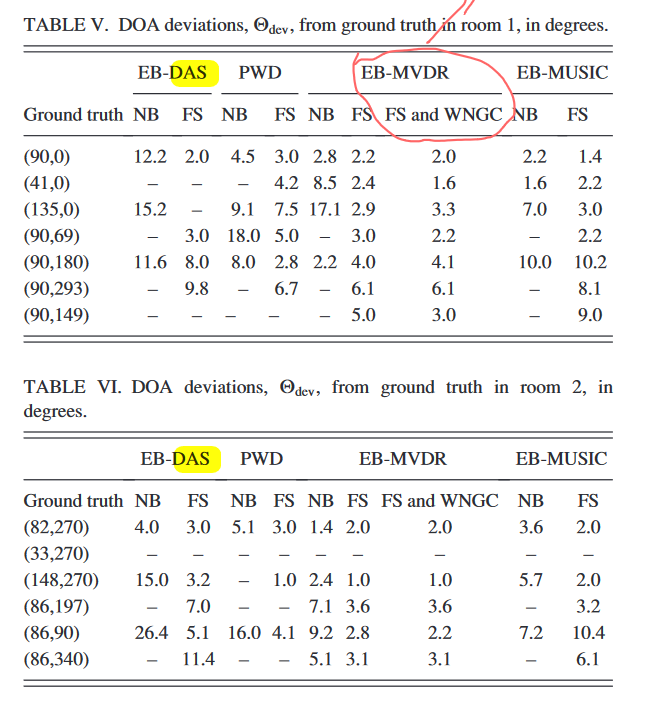 TABLE V. DOA deviations, Θdev, from ground truth in room 1, in degrees.
EB-DAS PWD EB-MVDR EB-MUSIC
Ground truth NB FS NB FS NB FS FS and WNGC NB FS
(90,0) 12.2 2.0 4.5 3.0 2.8 2.2 2.0 2.2 1.4
(41,0) – – – 4.2 8.5 2.4 1.6 1.6 2.2
(135,0) 15.2 – 9.1 7.5 17.1 2.9 3.3 7.0 3.0
(90,69) – 3.0 18.0 5.0 – 3.0 2.2 – 2.2
(90,180) 11.6 8.0 8.0 2.8 2.2 4.0 4.1 10.0 10.2
(90,293) – 9.8 – 6.7 – 6.1 6.1 – 8.1
(90,149) – – – – – 5.0 3.0 – 9.0
TABLE VI. DOA deviations, Θdev, from ground truth in room 2, in
degrees.
EB-DAS PWD EB-MVDR EB-MUSIC
Ground truth NB FS NB FS NB FS FS and WNGC NB FS
(82,270) 4.0 3.0 5.1 3.0 1.4 2.0 2.0 3.6 2.0
(33,270) – – – – – – – – –
(148,270) 15.0 3.2 – 1.0 2.4 1.0 1.0 5.7 2.0
(86,197) – 7.0 – – 7.1 3.6 3.6 – 3.2
(86,90) 26.4 5.1 16.0 4.1 9.2 2.8 2.2 7.2 10.4
(86,340) – 11.4 – – 5.1 3.1 3.1 – 6.1